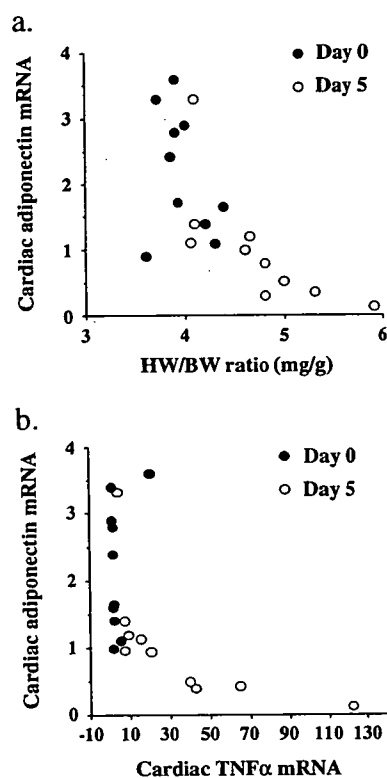 a.
● Day 0
○ Day 5
Cardiac adiponectin mRNA
4
3
2
1
0
3 4 5 6
HW/BW ratio (mg/g)
b.
● Day 0
○ Day 5
Cardiac adiponectin mRNA
4
3
2
1
0
-10 10 30 50 70 90 110 130
Cardiac TNFα mRNA